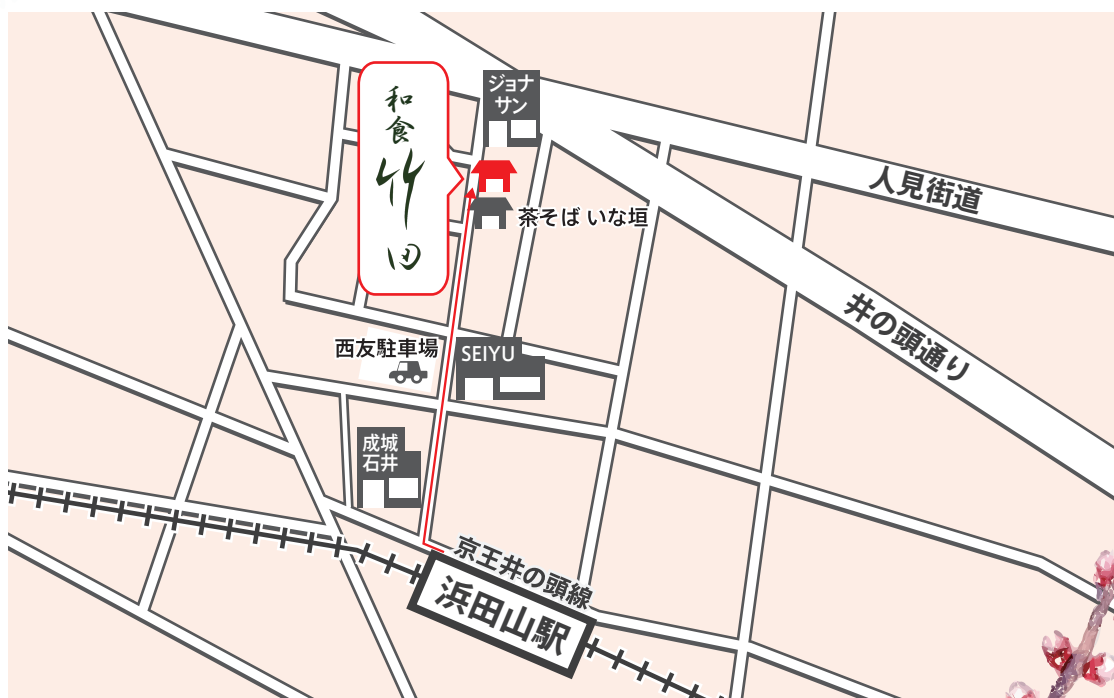 ジョナ
サン
和食
竹田
人見街道
茶そば いな垣
井の頭通り
西友駐車場
SEIYU
成城
石井
京王井の頭線
浜田山駅